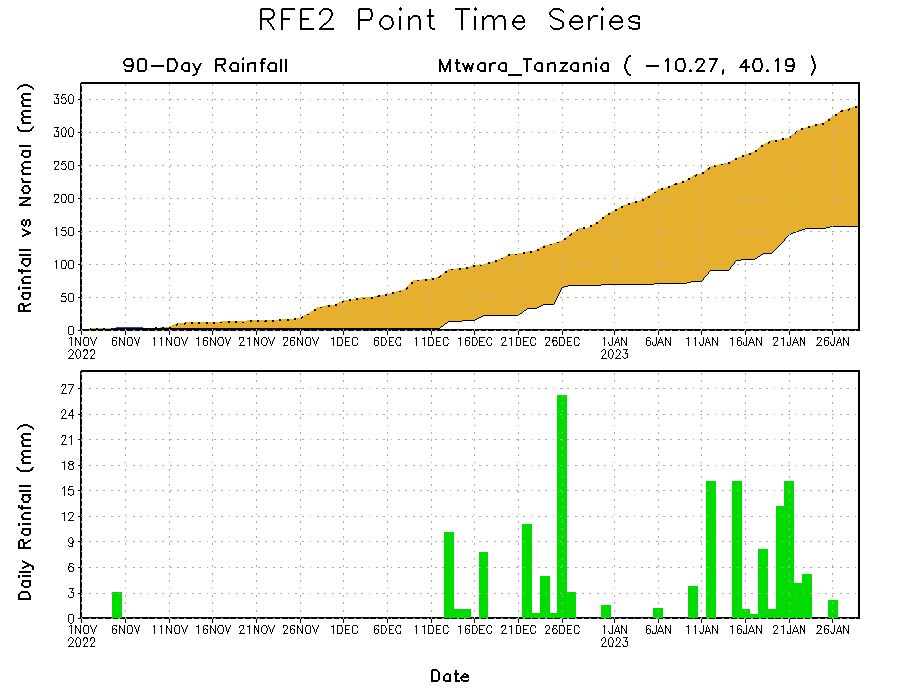 RFE2 Point Time Series
90-Day Rainfall
Mtwara_Tanzania ( -10.27, 40.19 )
Rainfall vs Normal (mm)
350
300
250
200
150
100
50
0
1NOV 6NOV 11NOV 16NOV 21NOV 26NOV 1DEC 6DEC 11DEC 16DEC 21DEC 26DEC 1JAN 6JAN 11JAN 16JAN 21JAN 26JAN
2022 2023
Daily Rainfall (mm)
27
24
21
18
15
12
9
6
3
0
1NOV 6NOV 11NOV 16NOV 21NOV 26NOV 1DEC 6DEC 11DEC 16DEC 21DEC 26DEC 1JAN 6JAN 11JAN 16JAN 21JAN 26JAN
2022 2023
Date